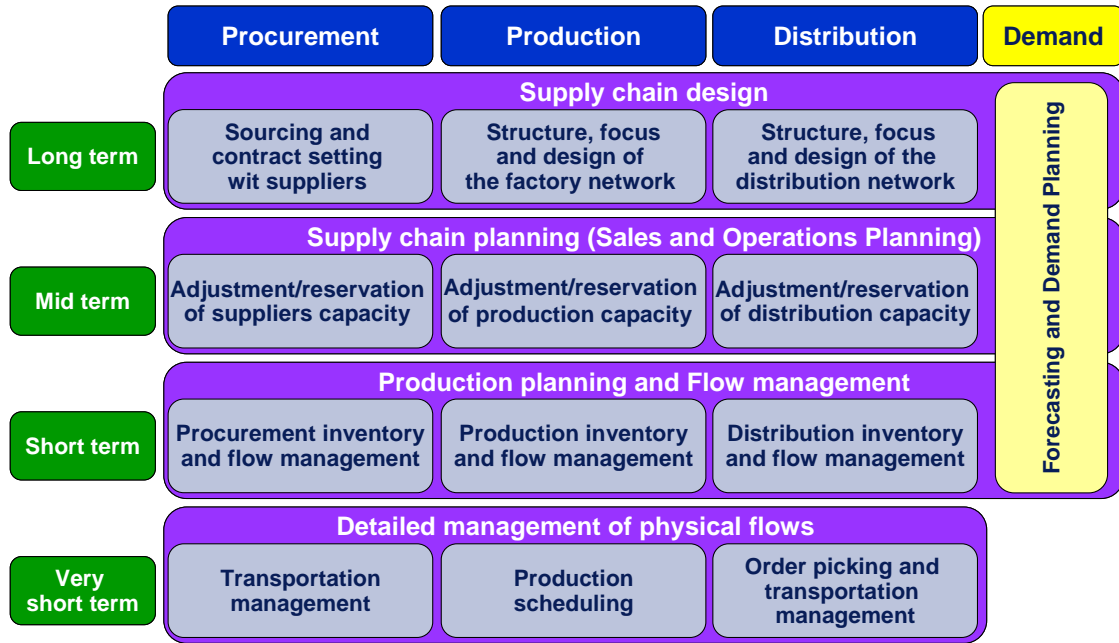 Procurement
Production
Distribution
Demand
Supply chain design
Long term
Sourcing and
contract setting
wit suppliers
Structure, focus
and design of
the factory network
Structure, focus
and design of the
distribution network
Forecasting and Demand Planning
Supply chain planning (Sales and Operations Planning)
Mid term
Adjustment/reservation
of suppliers capacity
Adjustment/reservation
of production capacity
Adjustment/reservation
of distribution capacity
Production planning and Flow management
Short term
Procurement inventory
and flow management
Production inventory
and flow management
Distribution inventory
and flow management
Detailed management of physical flows
Very
short term
Transportation
management
Production
scheduling
Order picking and
transportation
management